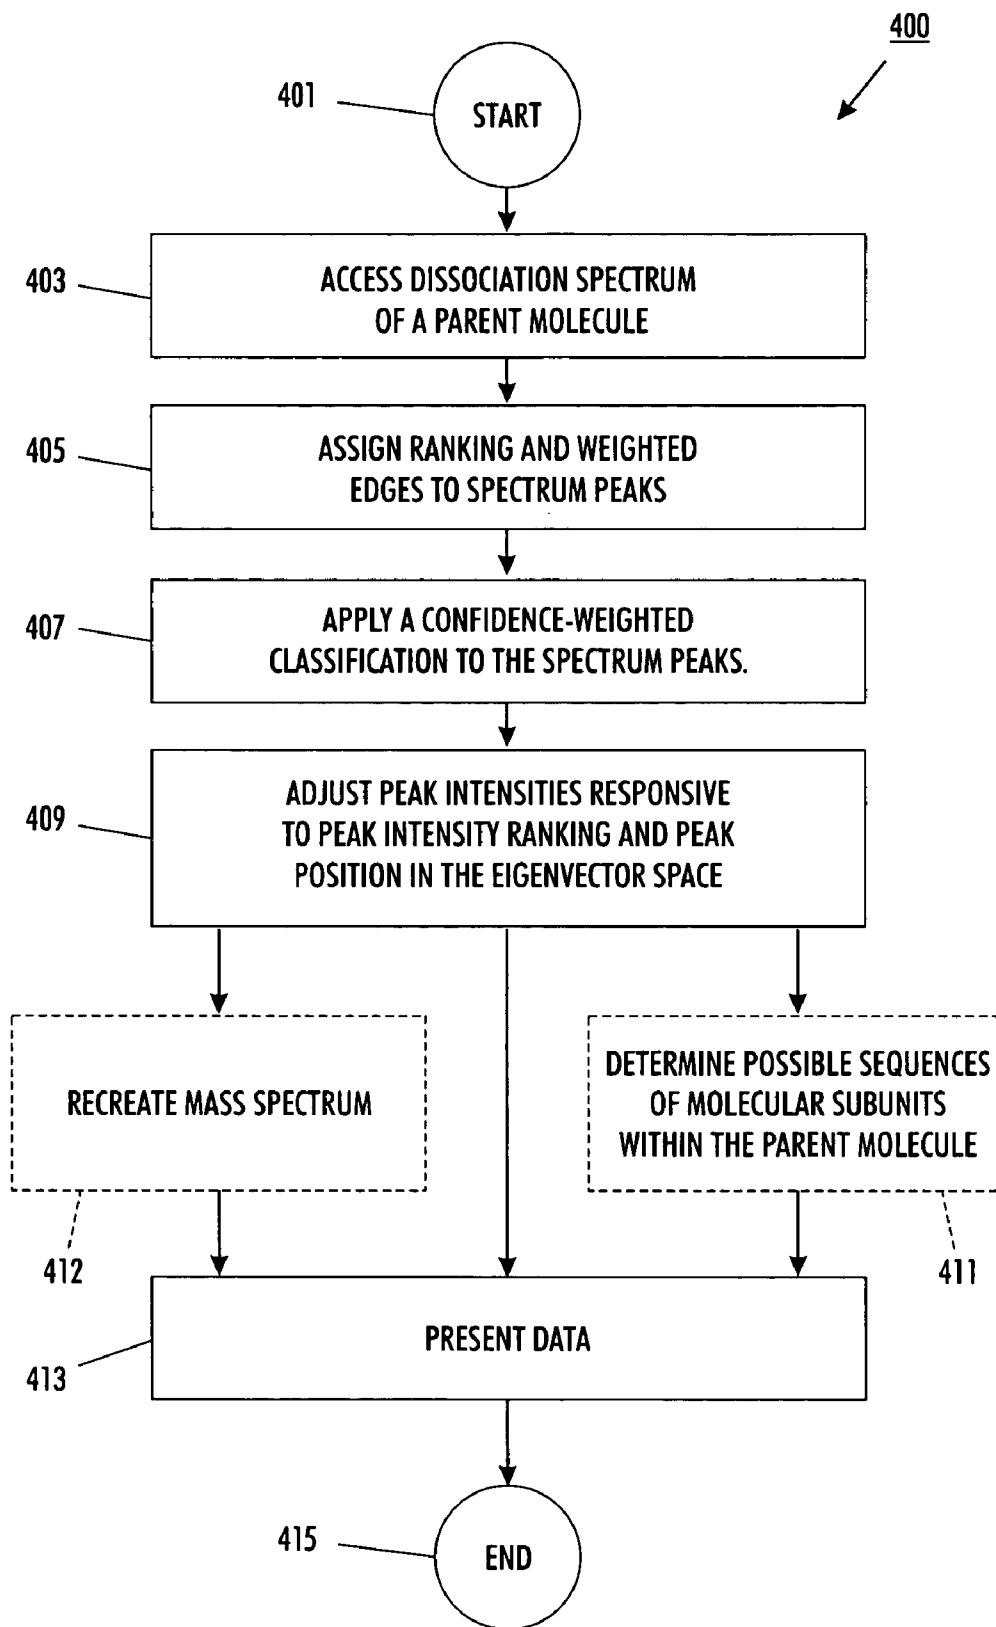 400
401
START
403
ACCESS DISSOCIATION SPECTRUM
OF A PARENT MOLECULE
405
ASSIGN RANKING AND WEIGHTED
EDGES TO SPECTRUM PEAKS
407
APPLY A CONFIDENCE-WEIGHTED
CLASSIFICATION TO THE SPECTRUM PEAKS.
409
ADJUST PEAK INTENSITIES RESPONSIVE
TO PEAK INTENSITY RANKING AND PEAK
POSITION IN THE EIGENVECTOR SPACE
RECREATE MASS SPECTRUM
412
DETERMINE POSSIBLE SEQUENCES
OF MOLECULAR SUBUNITS
WITHIN THE PARENT MOLECULE
411
PRESENT DATA
413
415
END